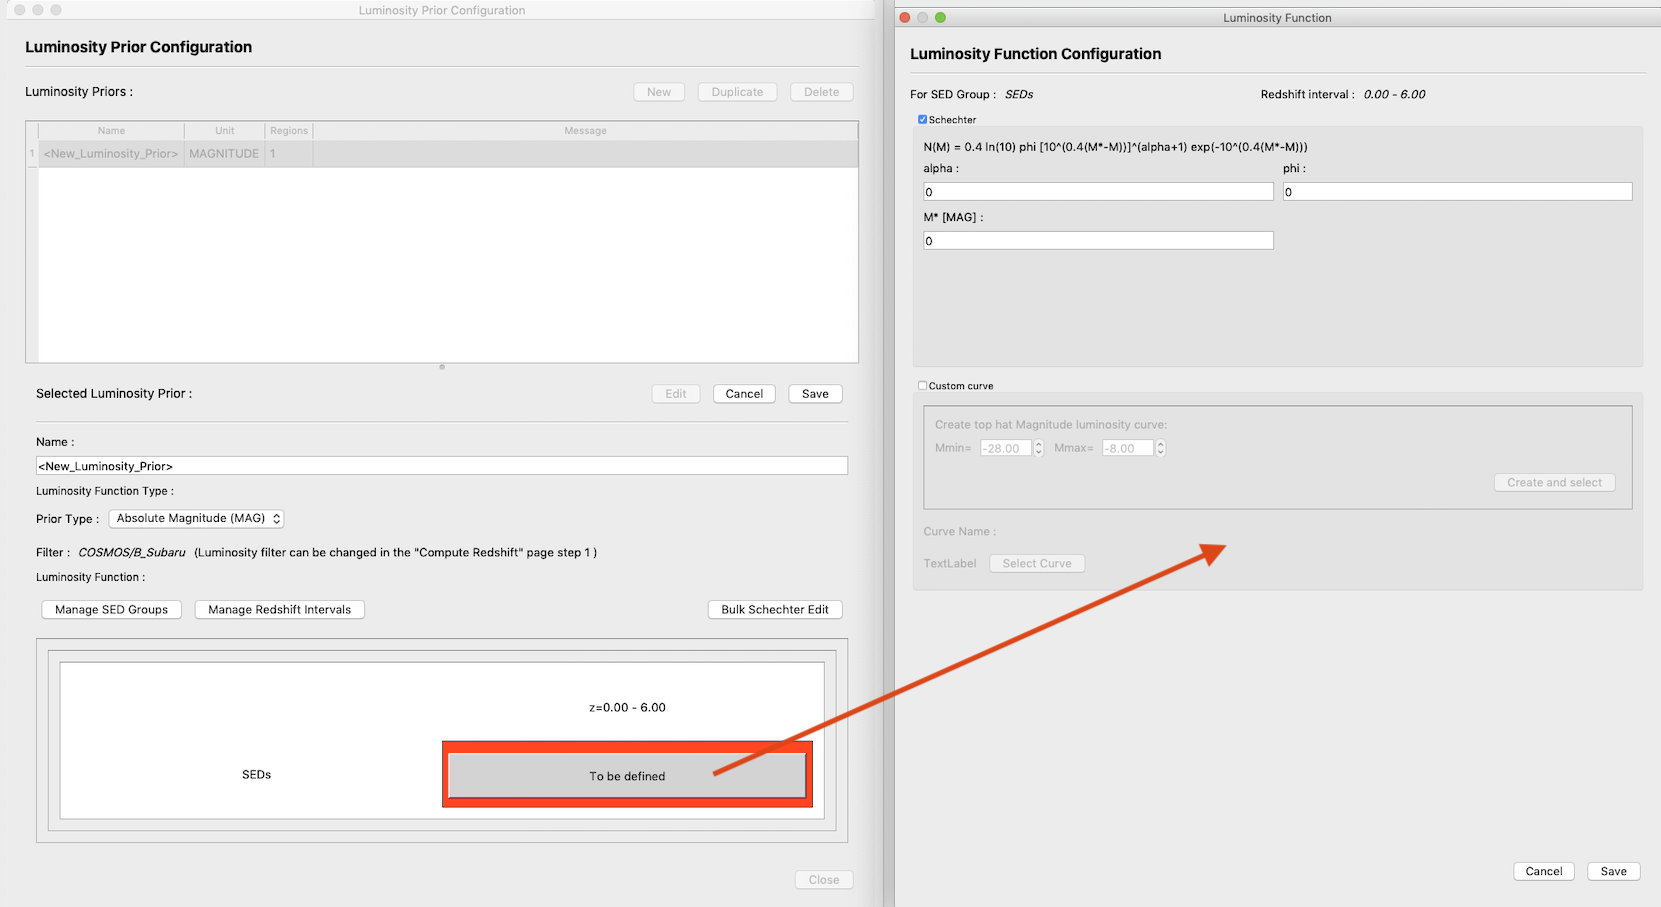 Luminosity Prior Configuration
Luminosity Prior Configuration
Luminosity Priors :
New Duplicate Delete
Name Unit Regions Message
1 <New_Luminosity_Prior> MAGNITUDE 1
Selected Luminosity Prior :
Edit Cancel Save
Name :
<New_Luminosity_Prior>
Luminosity Function Type :
Prior Type : Absolute Magnitude (MAG)
Filter : COSMOS/B_Subaru (Luminosity filter can be changed in the "Compute Redshift" page step 1 )
Luminosity Function :
Manage SED Groups Manage Redshift Intervals Bulk Schechter Edit
z=0.00 - 6.00
SEDs To be defined
Close
Luminosity Function
Luminosity Function Configuration
For SED Group : SEDs Redshift interval : 0.00 - 6.00
Schechter
N(M) = 0.4 ln(10) phi [10^(0.4(M*-M))]^(alpha+1) exp(-10^(0.4(M*-M)))
alpha : phi :
0 0
M* [MAG] :
0
Custom curve
Create top hat Magnitude luminosity curve:
Mmin= -28.00 Mmax= -8.00
Create and select
Curve Name :
TextLabel Select Curve
Cancel Save